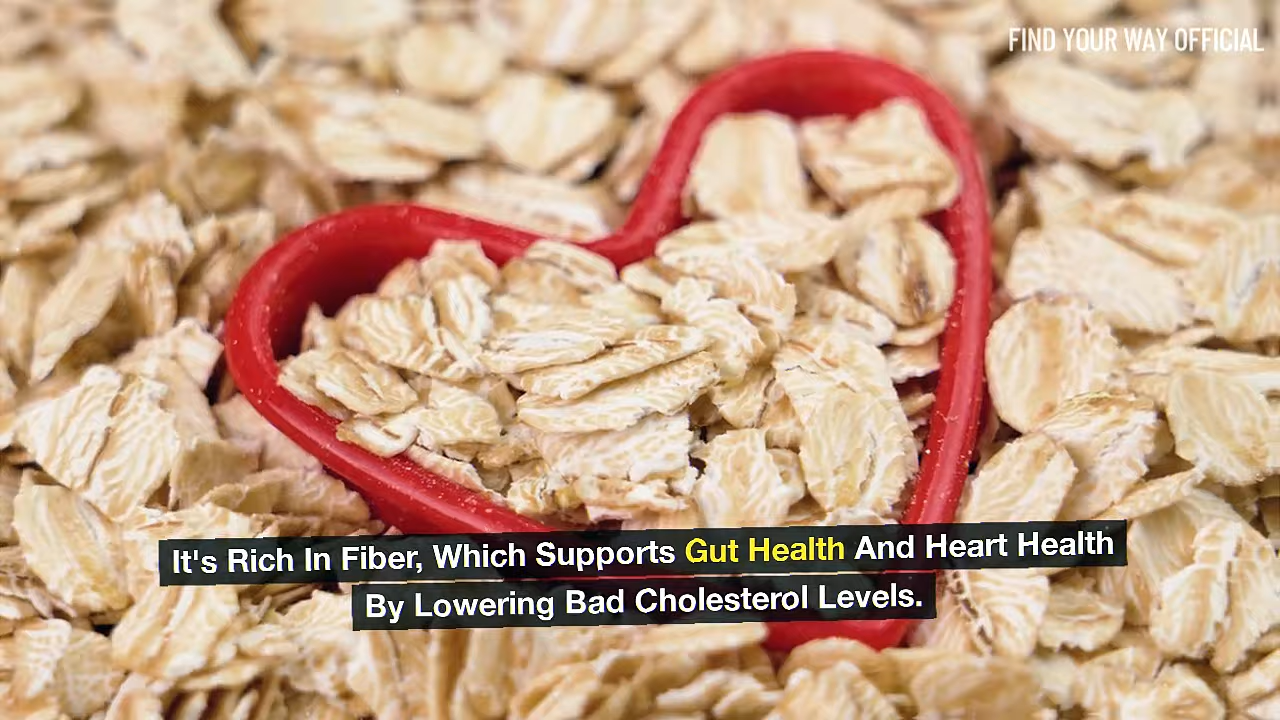 FIND YOUR WAY OFFICIAL
It's Rich In Fiber, Which Supports Gut Health And Heart Health
By Lowering Bad Cholesterol Levels.